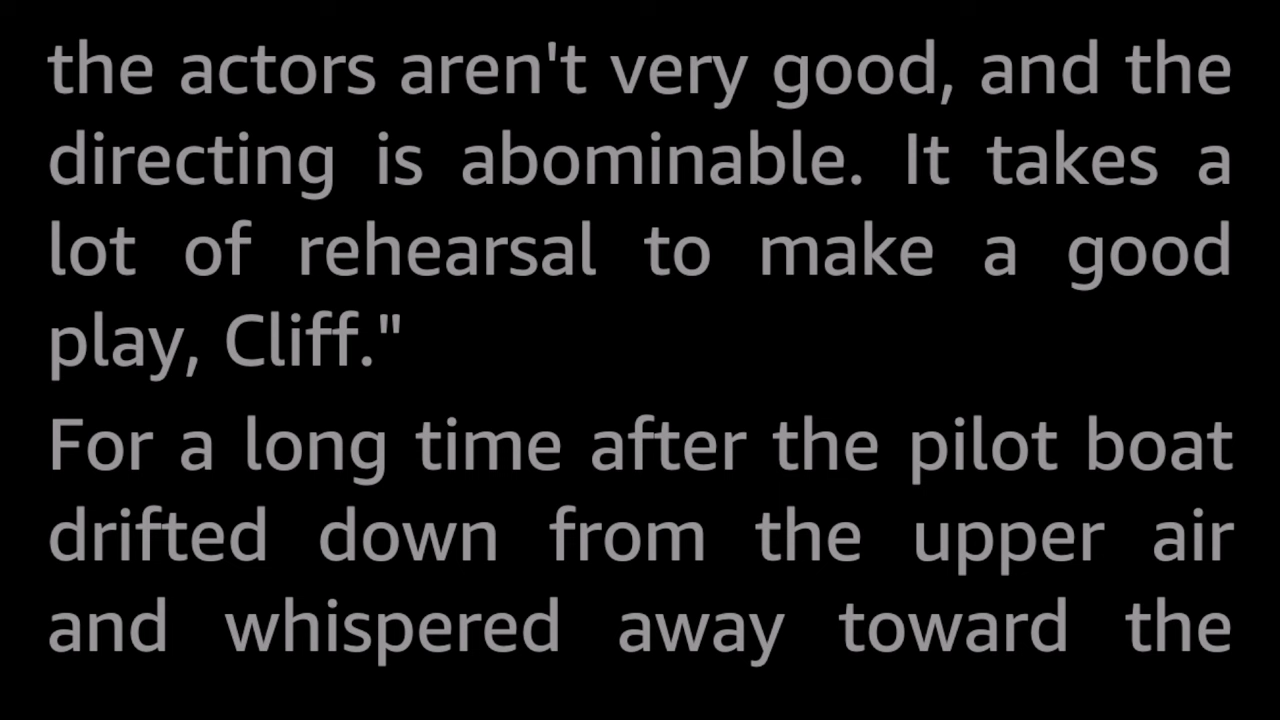 the actors aren't very good, and the
directing is abominable. It takes a
lot of rehearsal to make a good
play, Cliff."
For a long time after the pilot boat
drifted down from the upper air
and whispered away toward the